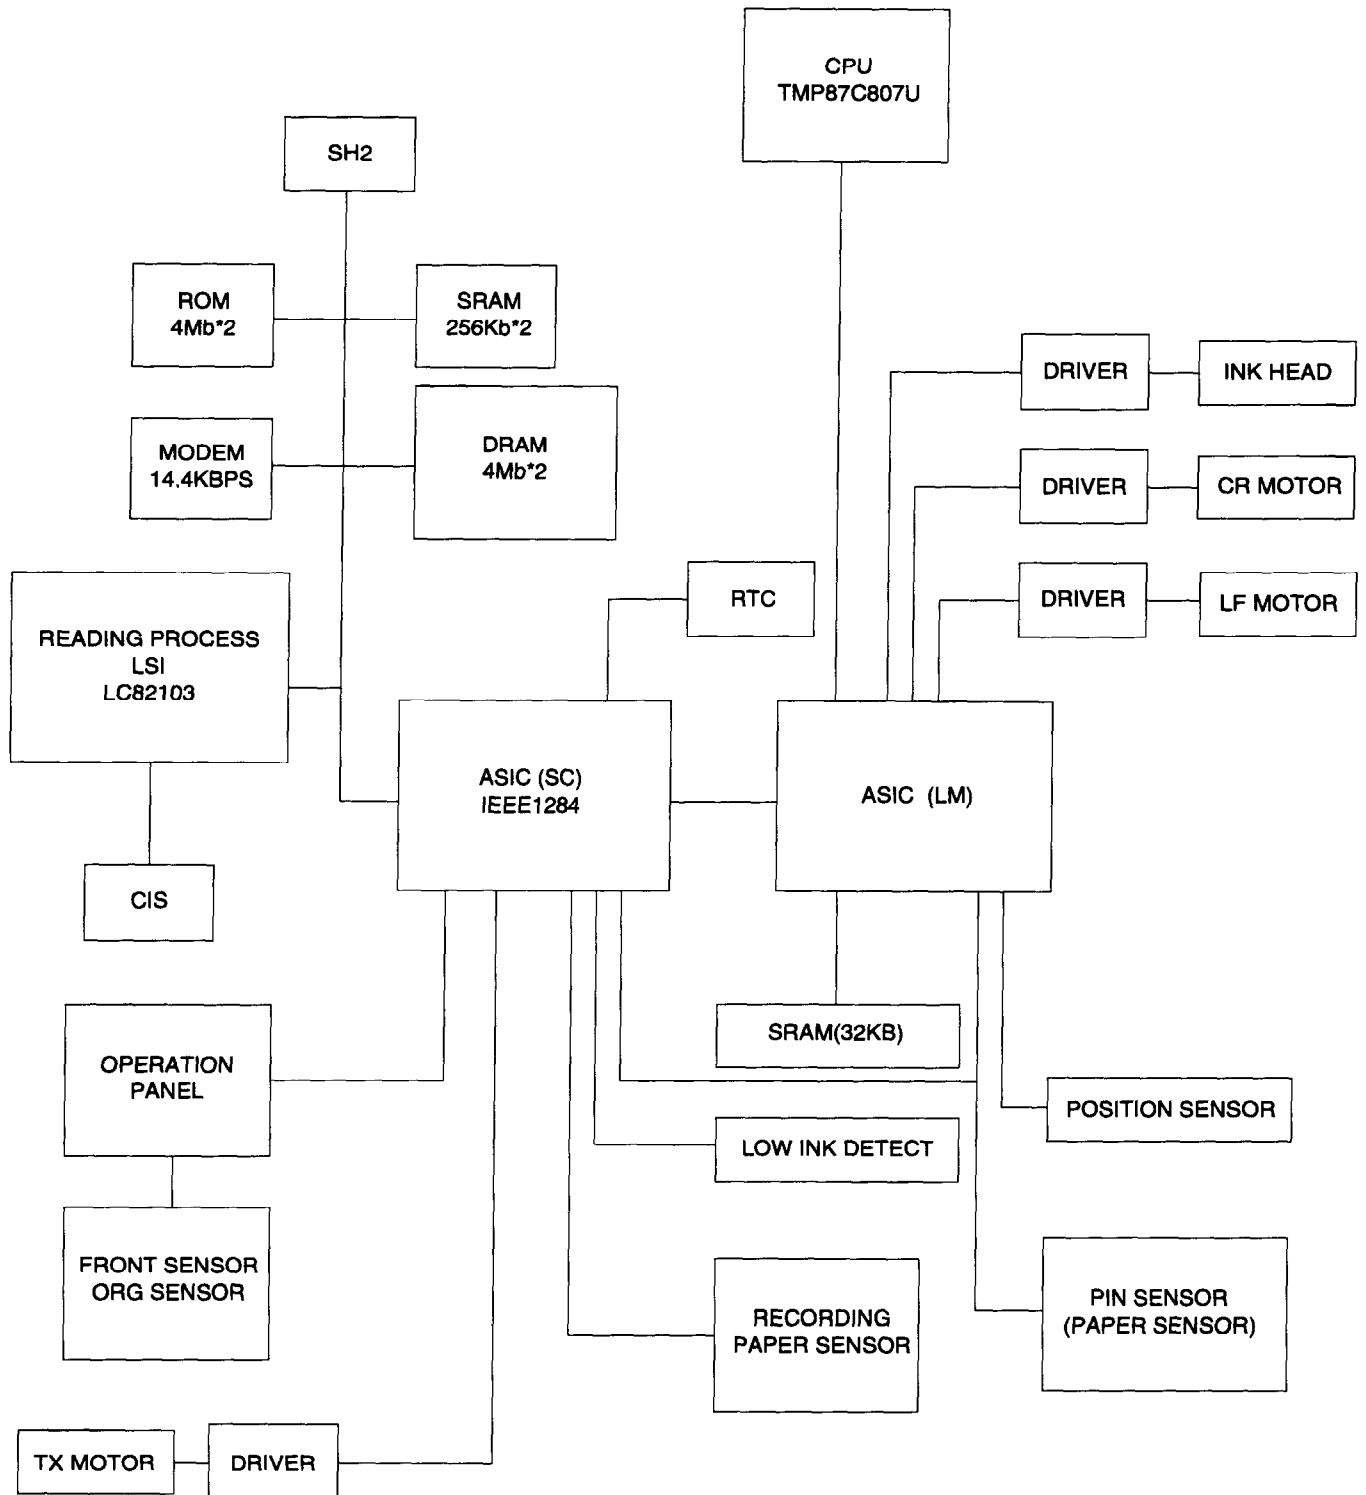 CPU
TMP87C807U
SH2
ROM
4Mb*2
SRAM
256Kb*2
MODEM
14.4KBPS
DRAM
4Mb*2
DRIVER
INK HEAD
DRIVER
CR MOTOR
DRIVER
LF MOTOR
RTC
READING PROCESS
LSI
LC82103
ASIC (SC)
IEEE1284
ASIC (LM)
CIS
OPERATION
PANEL
SRAM(32KB)
POSITION SENSOR
LOW INK DETECT
FRONT SENSOR
ORG SENSOR
RECORDING
PAPER SENSOR
PIN SENSOR
(PAPER SENSOR)
TX MOTOR
DRIVER